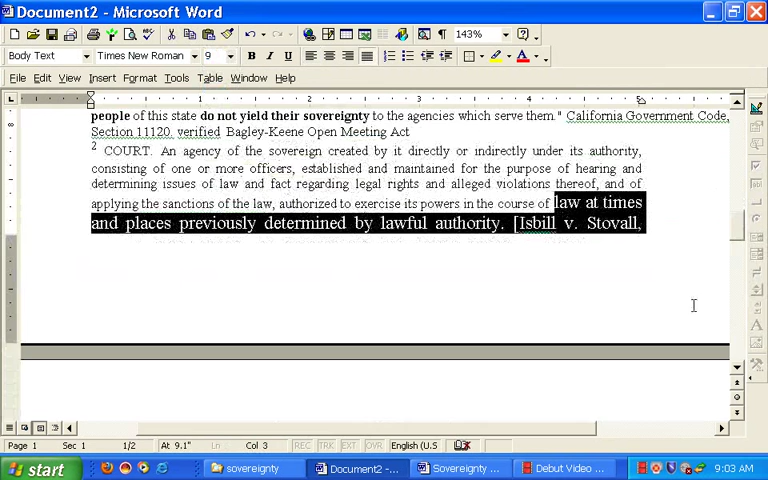 Document2 - Microsoft Word
143%
Body Text Times New Roman 9 B I U
File Edit View Insert Format Tools Table Window Help
1 2 3 4 5
people of this state do not yield their sovereignty to the agencies which serve them." California Government Code,
Section 11120. verified Bagley-Keene Open Meeting Act
2 COURT. An agency of the sovereign created by it directly or indirectly under its authority,
consisting of one or more officers, established and maintained for the purpose of hearing and
determining issues of law and fact regarding legal rights and alleged violations thereof, and of
applying the sanctions of the law, authorized to exercise its powers in the course of law at times
and places previously determined by lawful authority. [Isbill v. Stovall,
Page 1 Sec 1 1/2 At 9.1" Ln Col 3 REC TRK EXT OVR English (U.S
start sovereignty Document2 -... Sovereignty ... Debut Video ... 9:03 AM